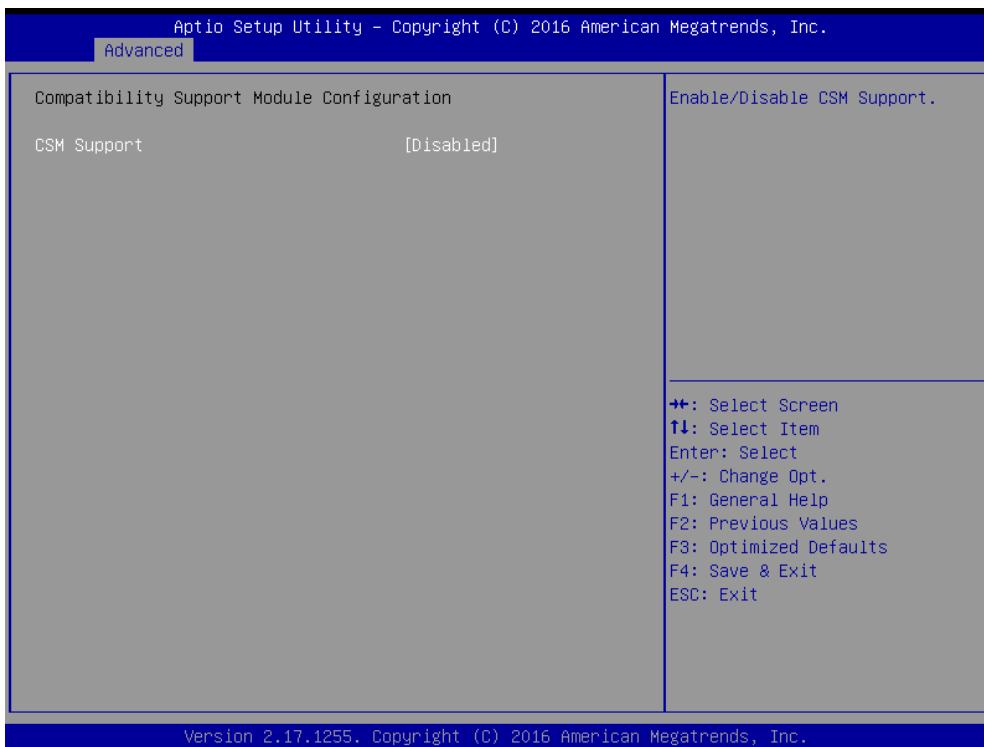 Aptio Setup Utility – Copyright (C) 2016 American Megatrends, Inc.
Advanced
Compatibility Support Module Configuration
CSM Support [Disabled]
Enable/Disable CSM Support.
→←: Select Screen
↑↓: Select Item
Enter: Select
+/-: Change Opt.
F1: General Help
F2: Previous Values
F3: Optimized Defaults
F4: Save & Exit
ESC: Exit
Version 2.17.1255. Copyright (C) 2016 American Megatrends, Inc.